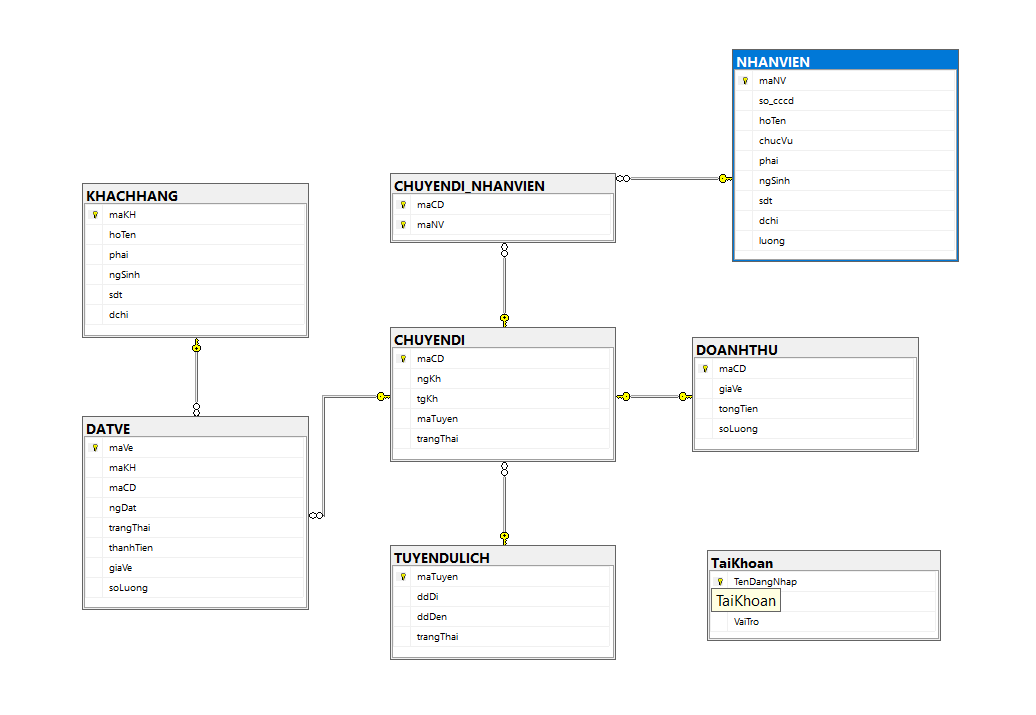 NHANVIEN
maNV
so_cccd
hoTen
chucVu
phai
ngSinh
sdt
dchi
luong
CHUYENDI_NHANVIEN
maCD
maNV
KHACHHANG
maKH
hoTen
phai
ngSinh
sdt
dchi
CHUYENDI
maCD
ngKh
tgKh
maTuyen
trangThai
DOANHTHU
maCD
giaVe
tongTien
soLuong
DATVE
maVe
maKH
maCD
ngDat
trangThai
thanhTien
giaVe
soLuong
TUYENDULICH
maTuyen
ddDi
ddDen
trangThai
TaiKhoan
TenDangNhap
TaiKhoan
VaiTro